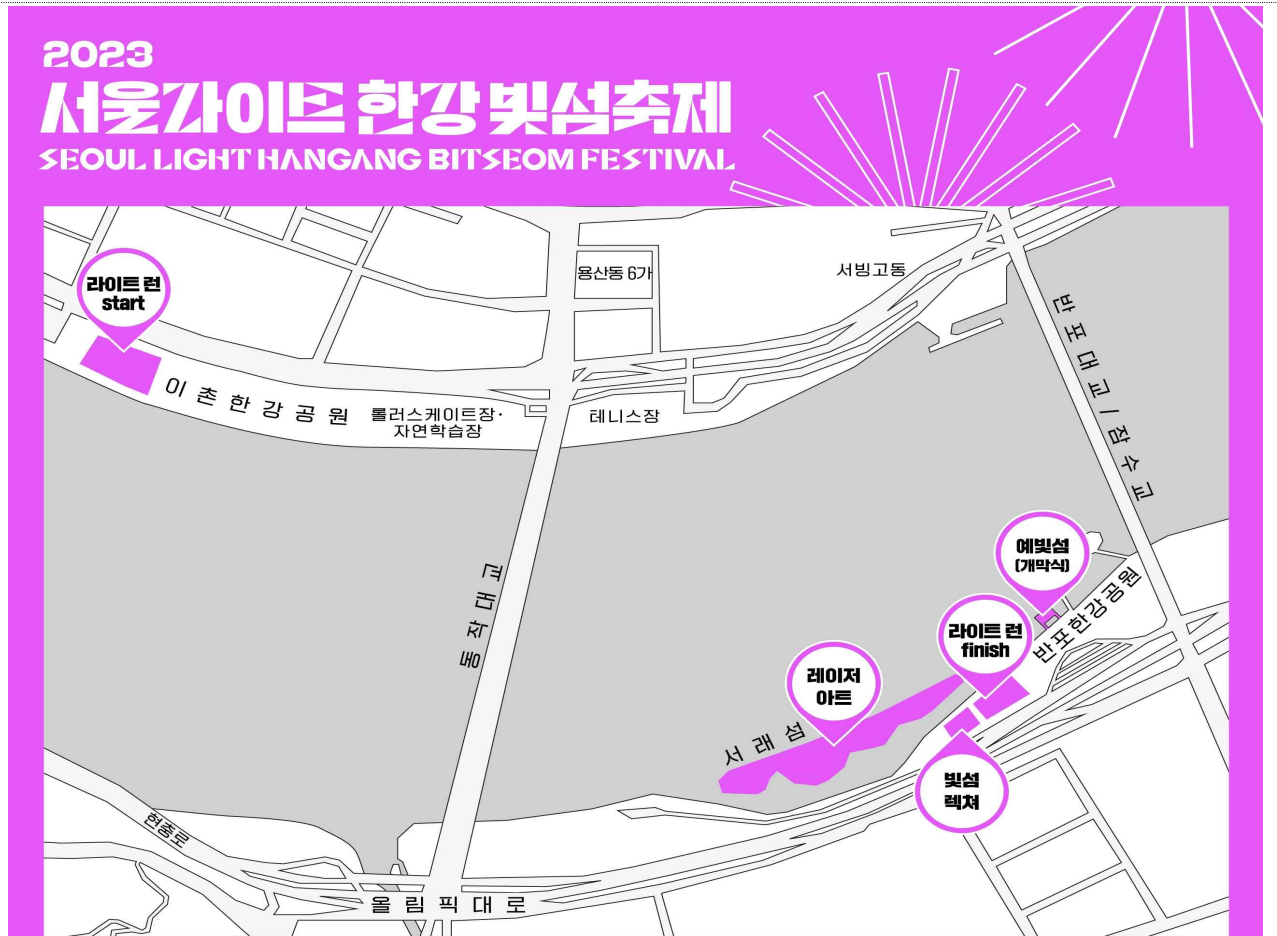 2023
서울라이트 한강 빛섬축제
SEOUL LIGHT HANGANG BITSEOM FESTIVAL
용산동 6가
서빙고동
라이트 런
start
반포대교/잠수교
이촌한강공원
롤러스케이트장·
자연학습장
테니스장
예빛섬
(개막식)
동작대교
반포한강공원
라이트 런
finish
레이저
아트
서래섬
빛섬
렉쳐
현충로
올림픽대로